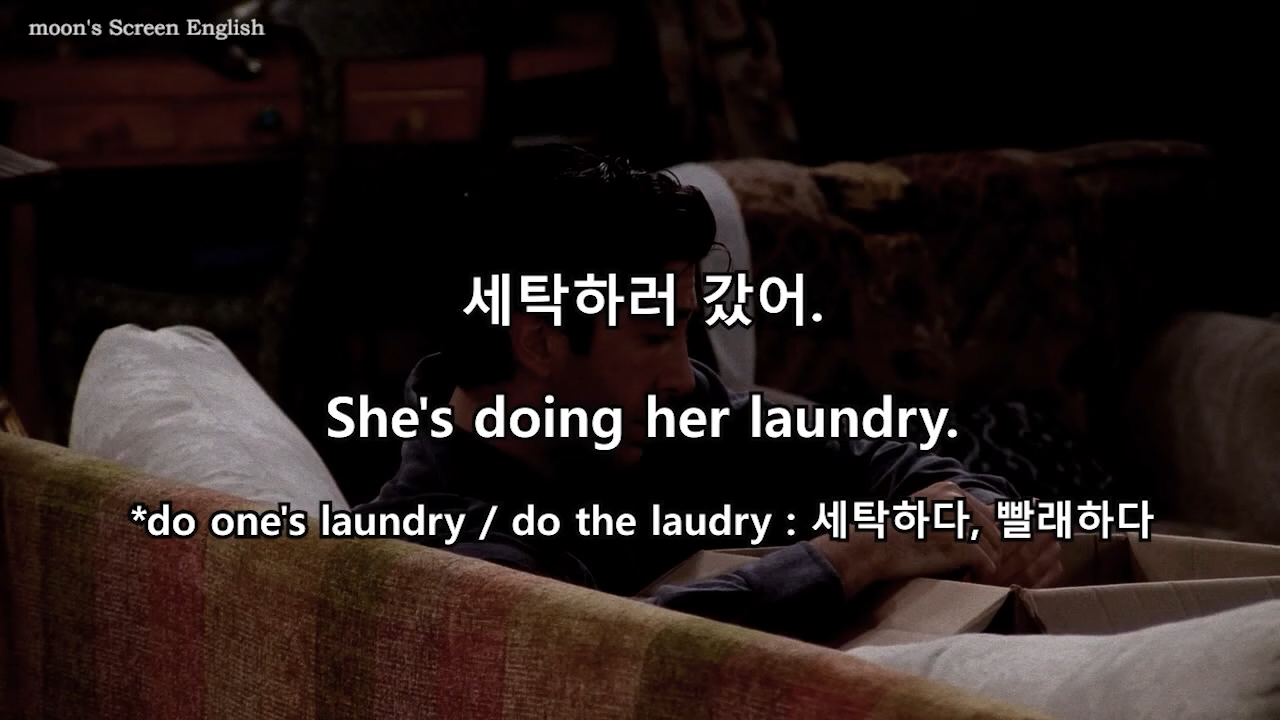 moon's Screen English
세탁하러 갔어.
She's doing her laundry.
*do one's laundry / do the laudry : 세탁하다, 빨래하다